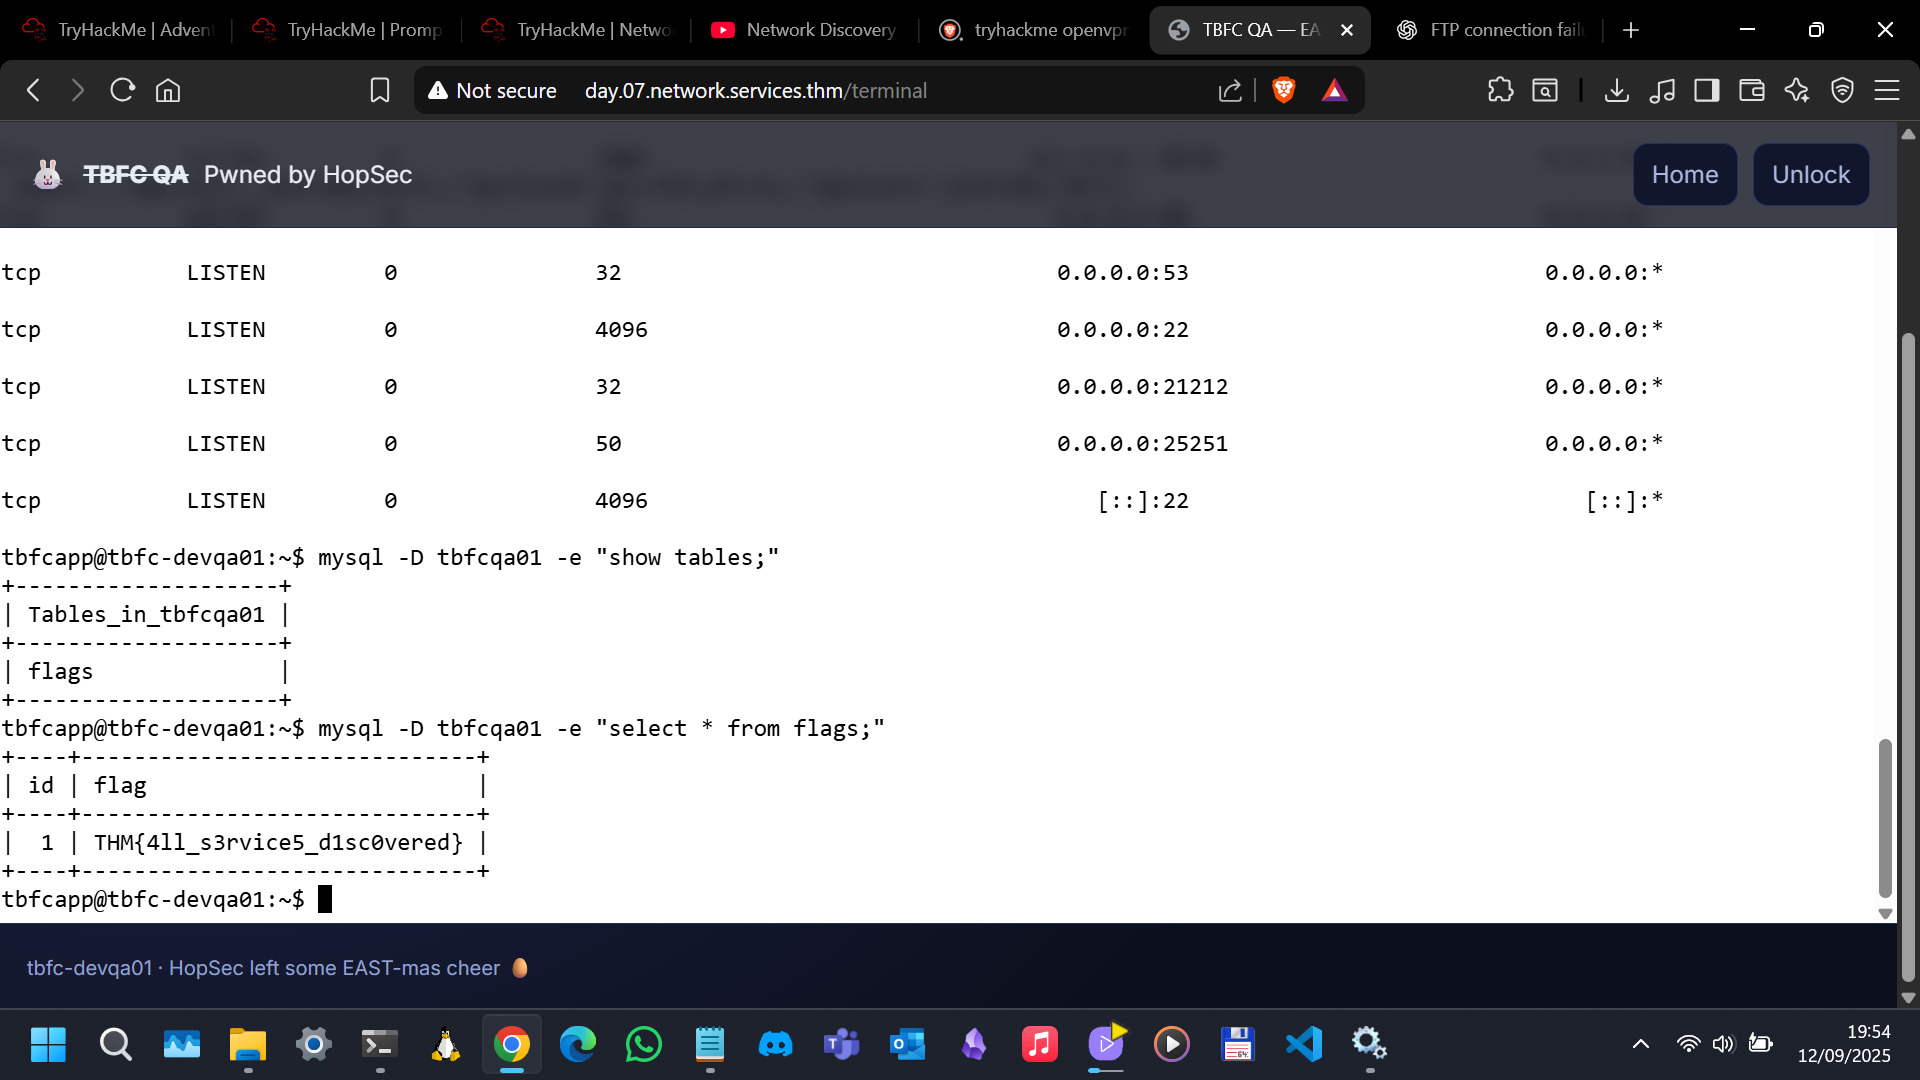 TryHackMe | Advent
TryHackMe | Promp
TryHackMe | Netwo
Network Discovery
tryhackme openvpn
TBFC QA — EA
FTP connection fail
Not secure
day.07.network.services.thm/terminal
TBFC QA Pwned by HopSec
Home
Unlock
tcp LISTEN 0 32 0.0.0.0:53 0.0.0.0:*
tcp LISTEN 0 4096 0.0.0.0:22 0.0.0.0:*
tcp LISTEN 0 32 0.0.0.0:21212 0.0.0.0:*
tcp LISTEN 0 50 0.0.0.0:25251 0.0.0.0:*
tcp LISTEN 0 4096 [::]:22 [::]:*
tbfcapp@tbfc-devqa01:~$ mysql -D tbfcqa01 -e "show tables;"
+--------------------+
| Tables_in_tbfcqa01 |
+--------------------+
| flags              |
+--------------------+
tbfcapp@tbfc-devqa01:~$ mysql -D tbfcqa01 -e "select * from flags;"
+----+------------------------------+
| id | flag                         |
+----+------------------------------+
|  1 | THM{4ll_s3rvice5_d1sc0vered} |
+----+------------------------------+
tbfcapp@tbfc-devqa01:~$
tbfc-devqa01 · HopSec left some EAST-mas cheer
19:54
12/09/2025